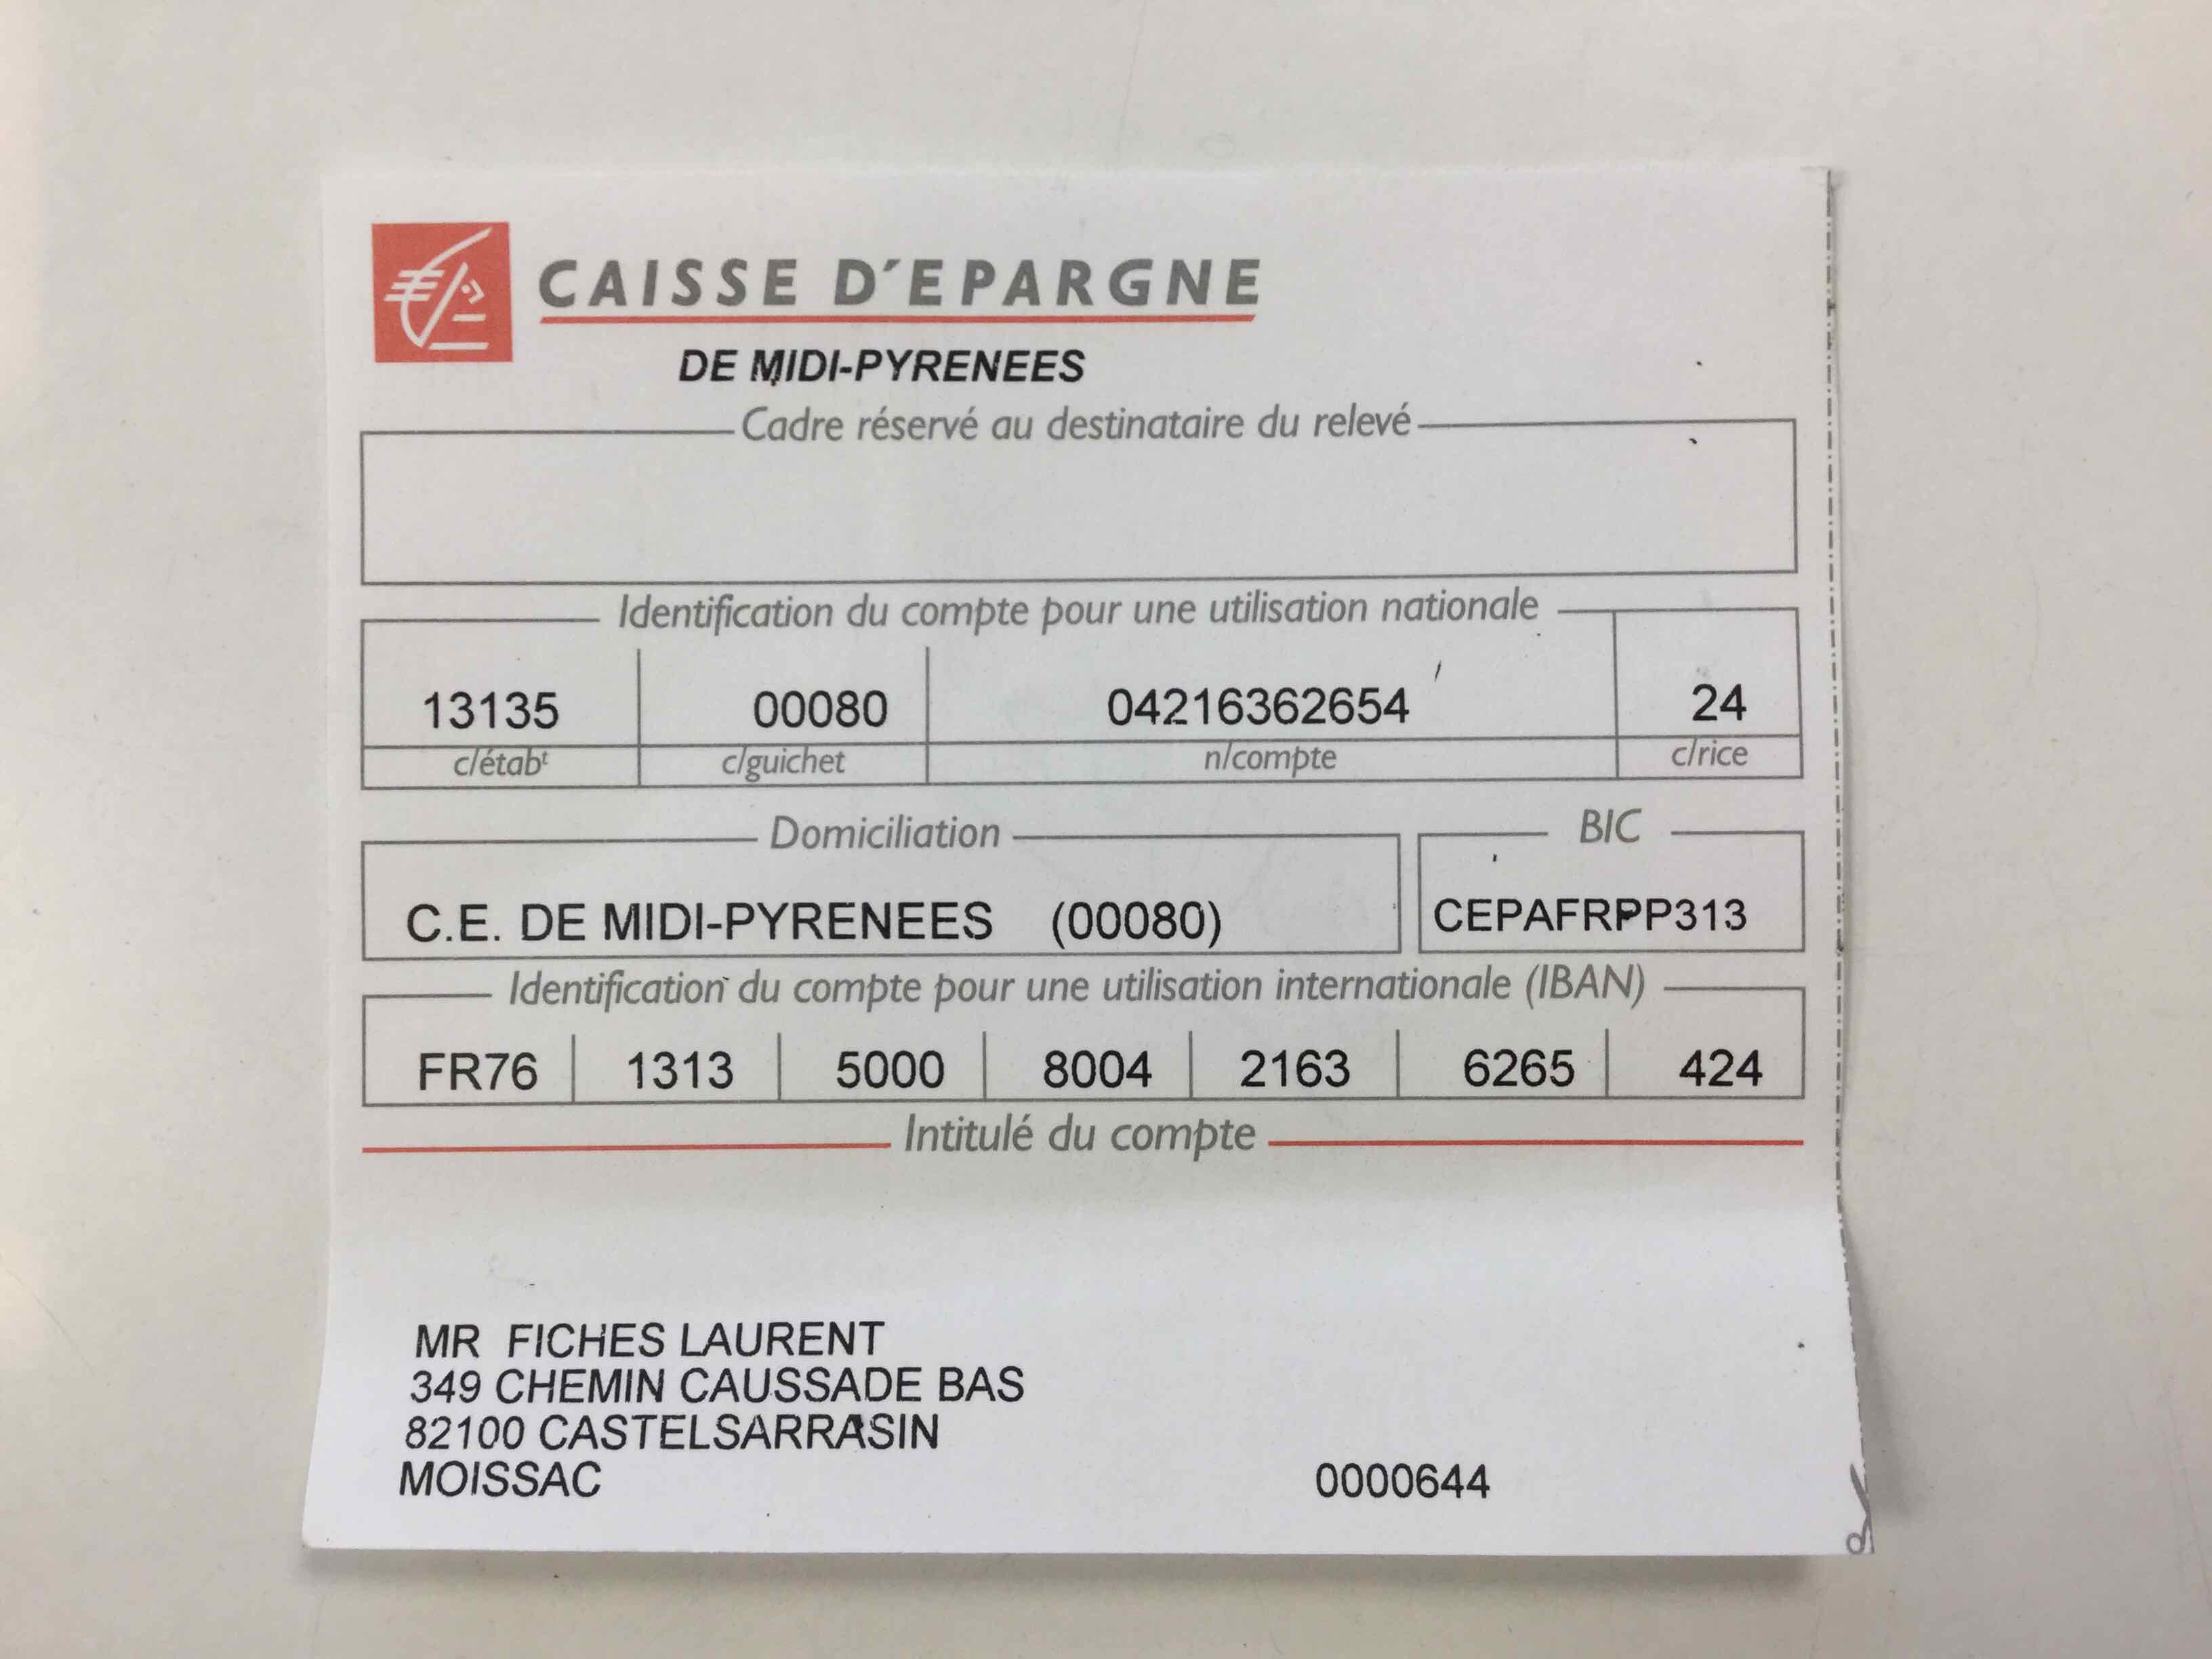 CAISSE D'EPARGNE
DE MIDI-PYRENEES
Cadre réservé au destinataire du relevé
Identification du compte pour une utilisation nationale
13135 00080 04216362654 24
c/étabᵗ c/guichet n/compte c/rice
Domiciliation BIC
C.E. DE MIDI-PYRENEES (00080) CEPAFRPP313
Identification du compte pour une utilisation internationale (IBAN)
FR76 1313 5000 8004 2163 6265 424
Intitulé du compte
MR FICHES LAURENT
349 CHEMIN CAUSSADE BAS
82100 CASTELSARRASIN
MOISSAC 0000644